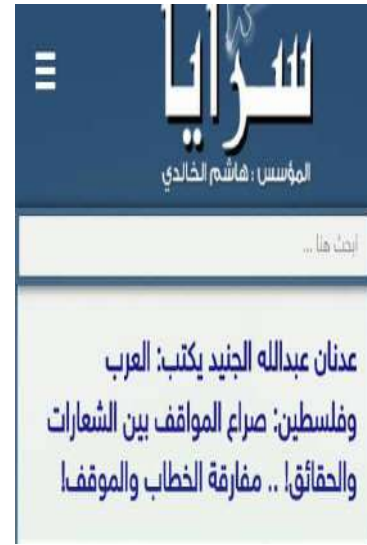 سرايا
المؤسس : هاشم الخالدي
ابحث هنا ...
عدنان عبدالله الجنيد يكتب: العرب
وفلسطين: صراع المواقف بين الشعارات
والحقائق! .. مفارقة الخطاب والموقف!